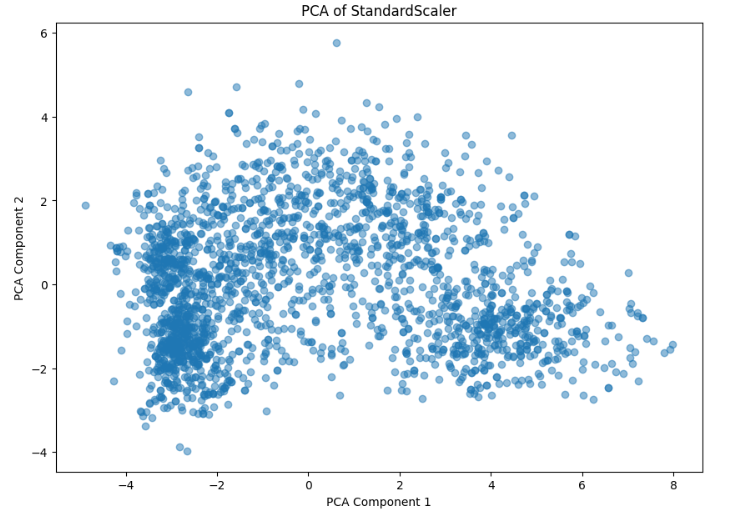 PCA of StandardScaler
6
4
2
0
−2
−4
PCA Component 2
−4 −2 0 2 4 6 8
PCA Component 1